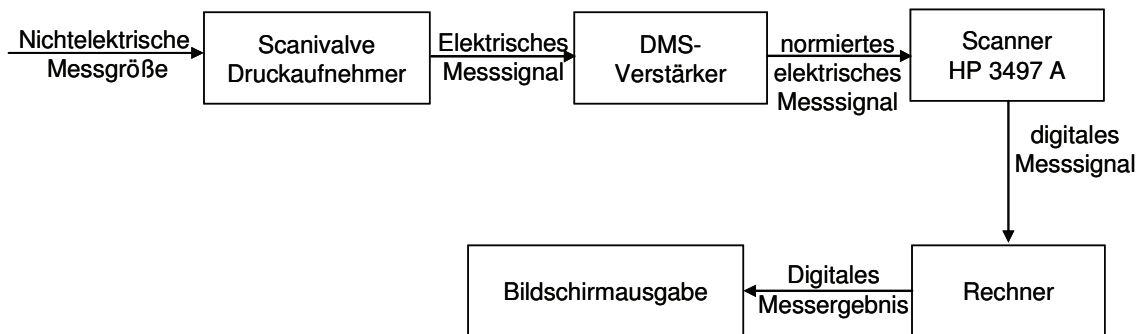 Nichtelektrische
Messgröße
Scanivalve
Druckaufnehmer
Elektrisches
Messsignal
DMS-
Verstärker
normiertes
elektrisches
Messsignal
Scanner
HP 3497 A
digitales
Messsignal
Rechner
Digitales
Messergebnis
Bildschirmausgabe